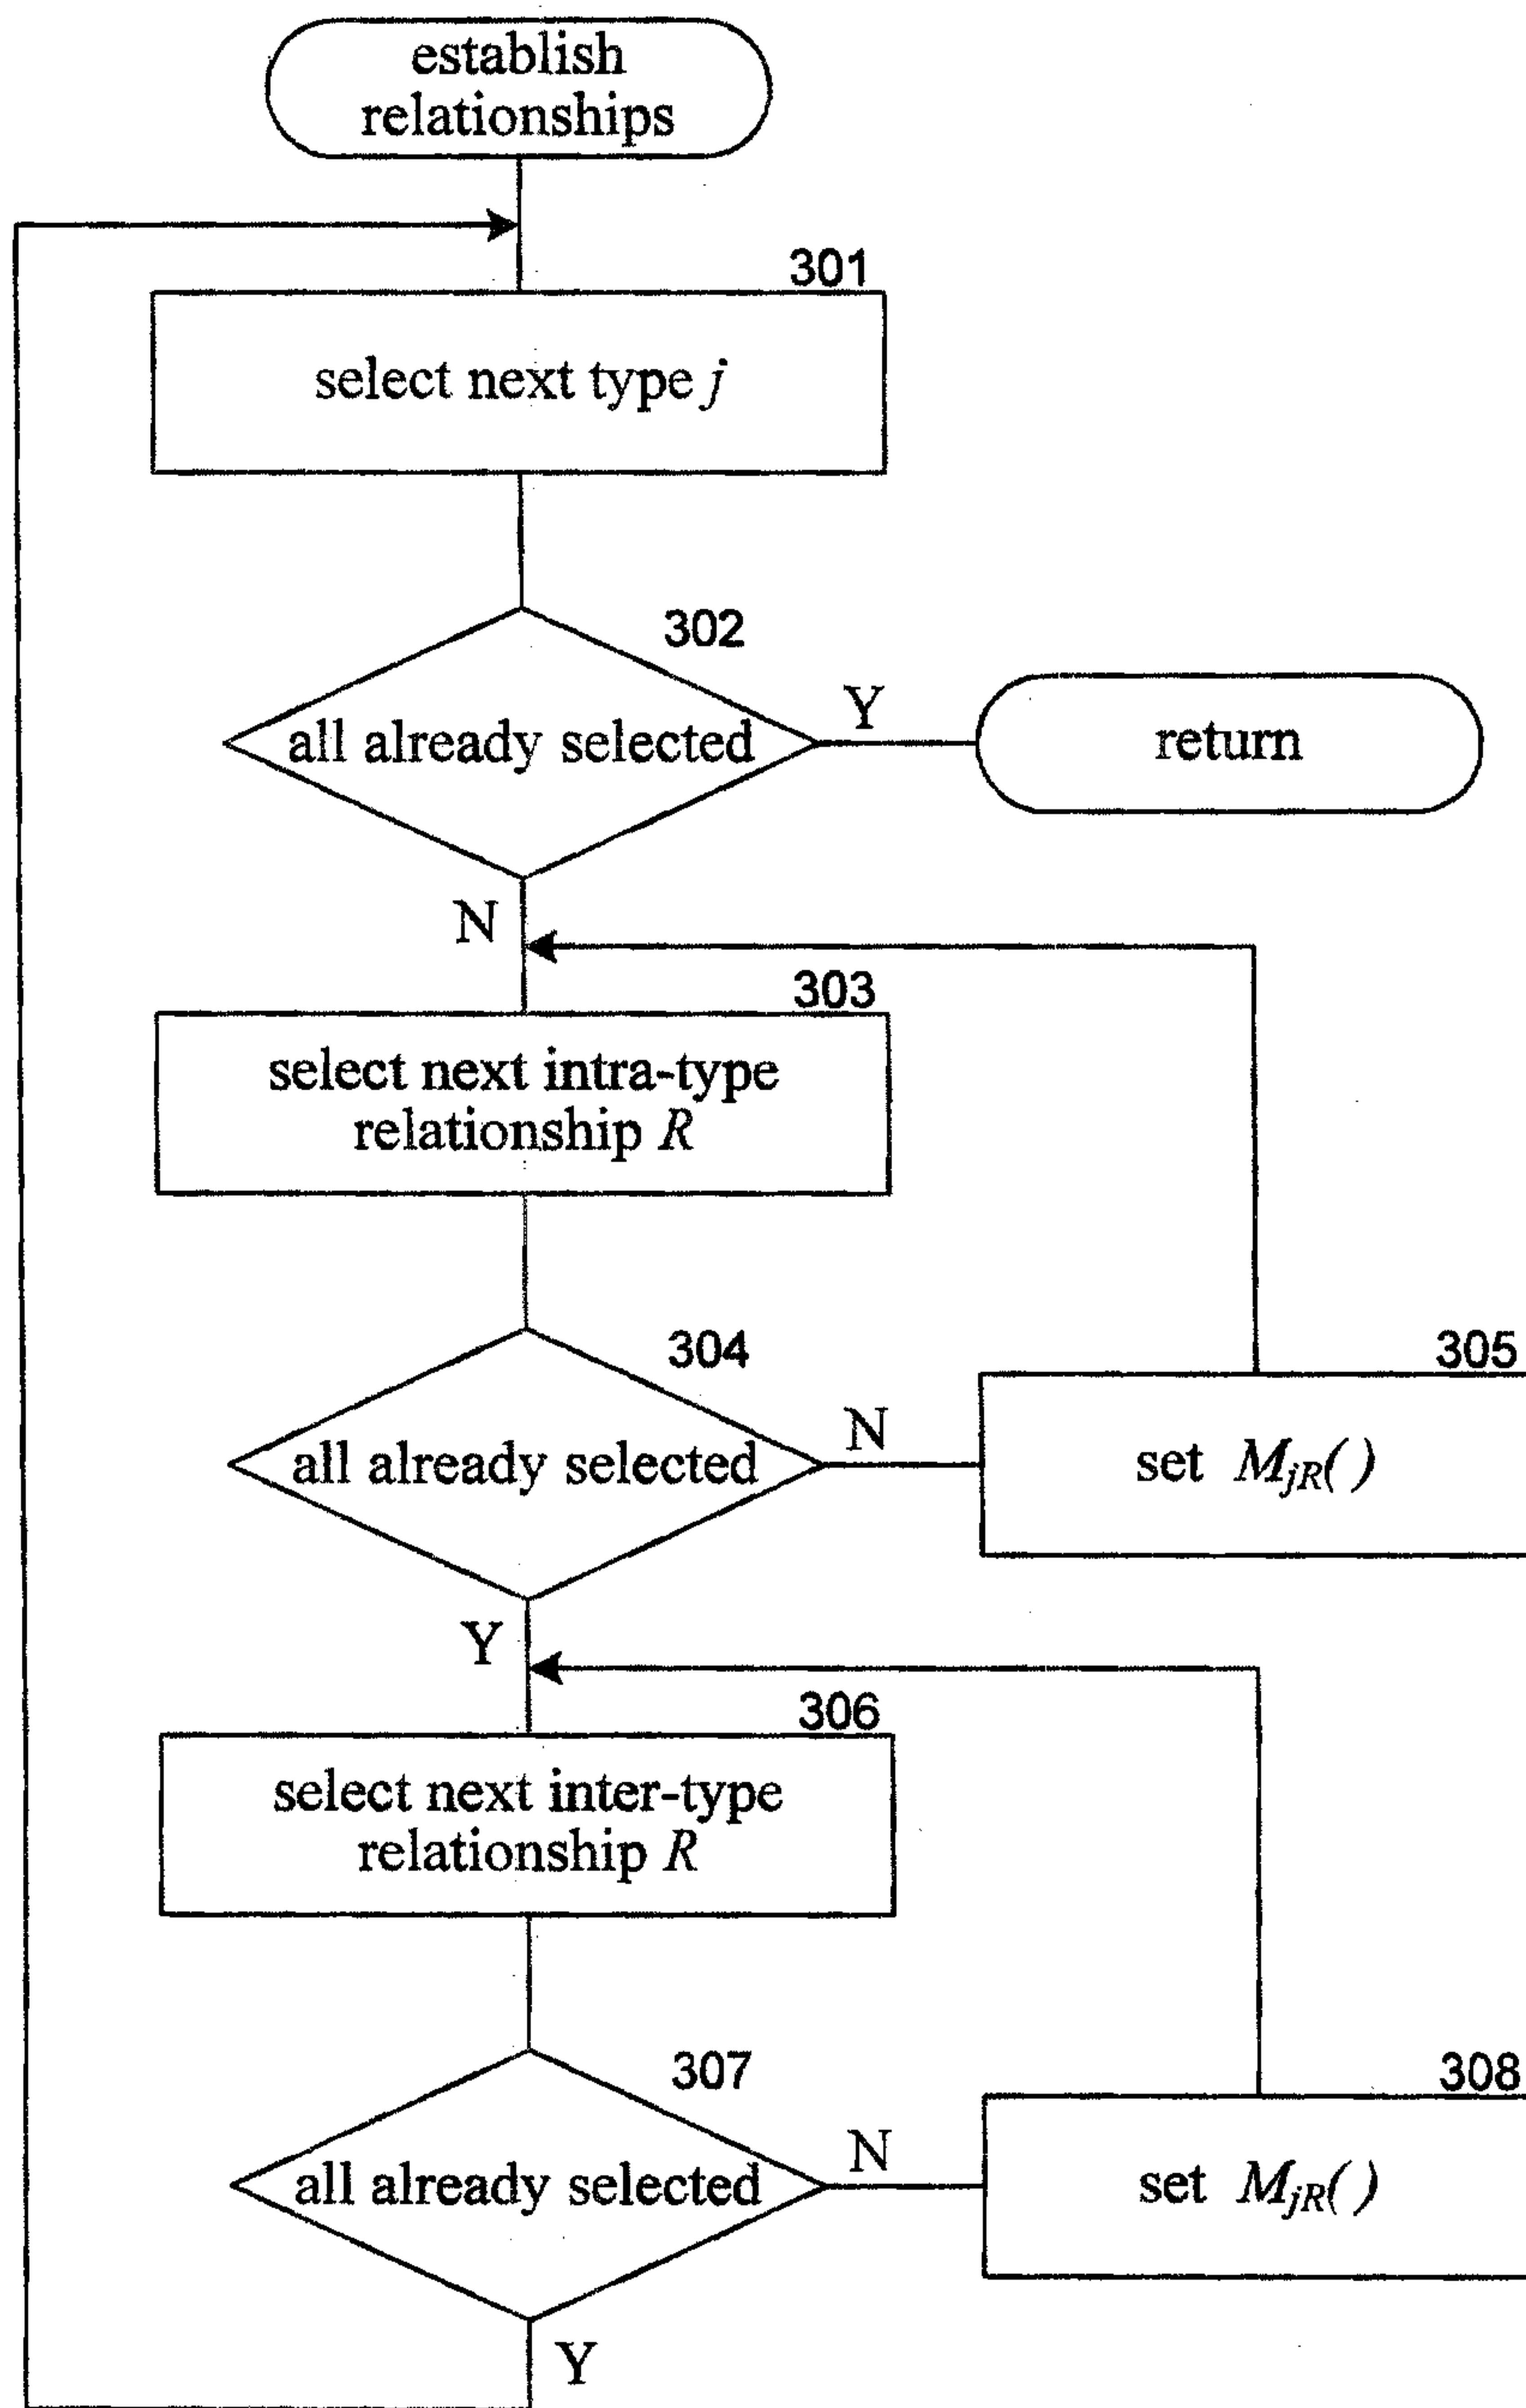 establish
relationships
301
select next type j
302
all already selected
Y
return
N
303
select next intra-type
relationship R
304
all already selected
N
305
set M_jR( )
Y
306
select next inter-type
relationship R
307
all already selected
N
308
set M_jR( )
Y